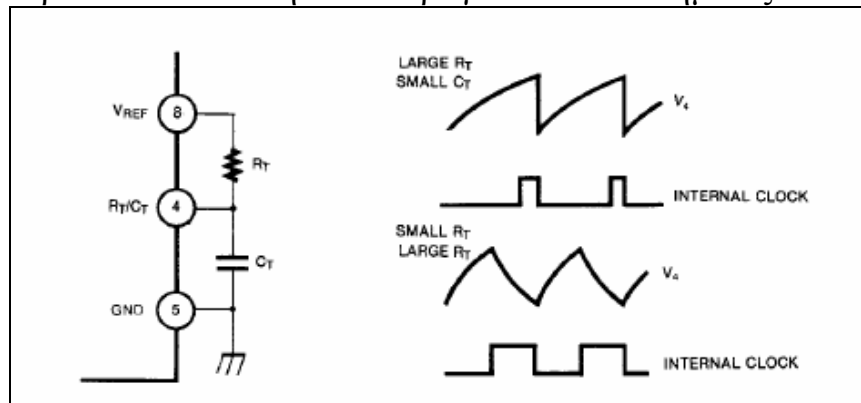 VREF
8
RT
RT/CT
4
CT
GND
5
LARGE RT
SMALL CT
V4
INTERNAL CLOCK
SMALL RT
LARGE RT
V4
INTERNAL CLOCK